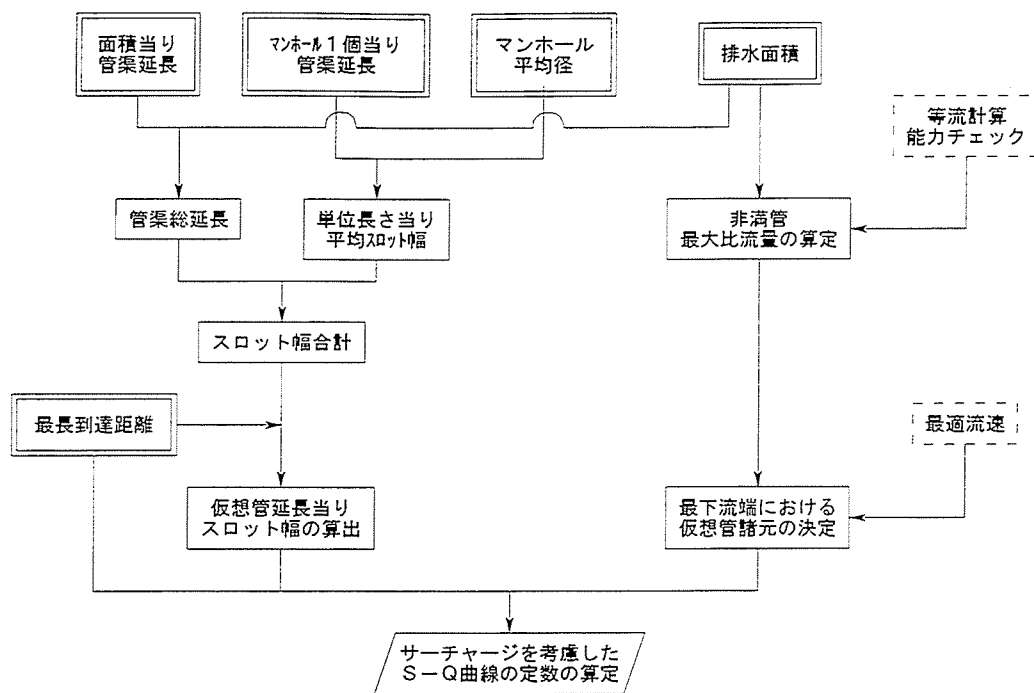 面積当り
管渠延長
マンホール1個当り
管渠延長
マンホール
平均径
排水面積
等流計算
能力チェック
管渠総延長
単位長さ当り
平均スロット幅
非満管
最大比流量の算定
スロット幅合計
最長到達距離
最適流速
仮想管延長当り
スロット幅の算出
最下流端における
仮想管諸元の決定
サーチャージを考慮した
S−Q曲線の定数の算定